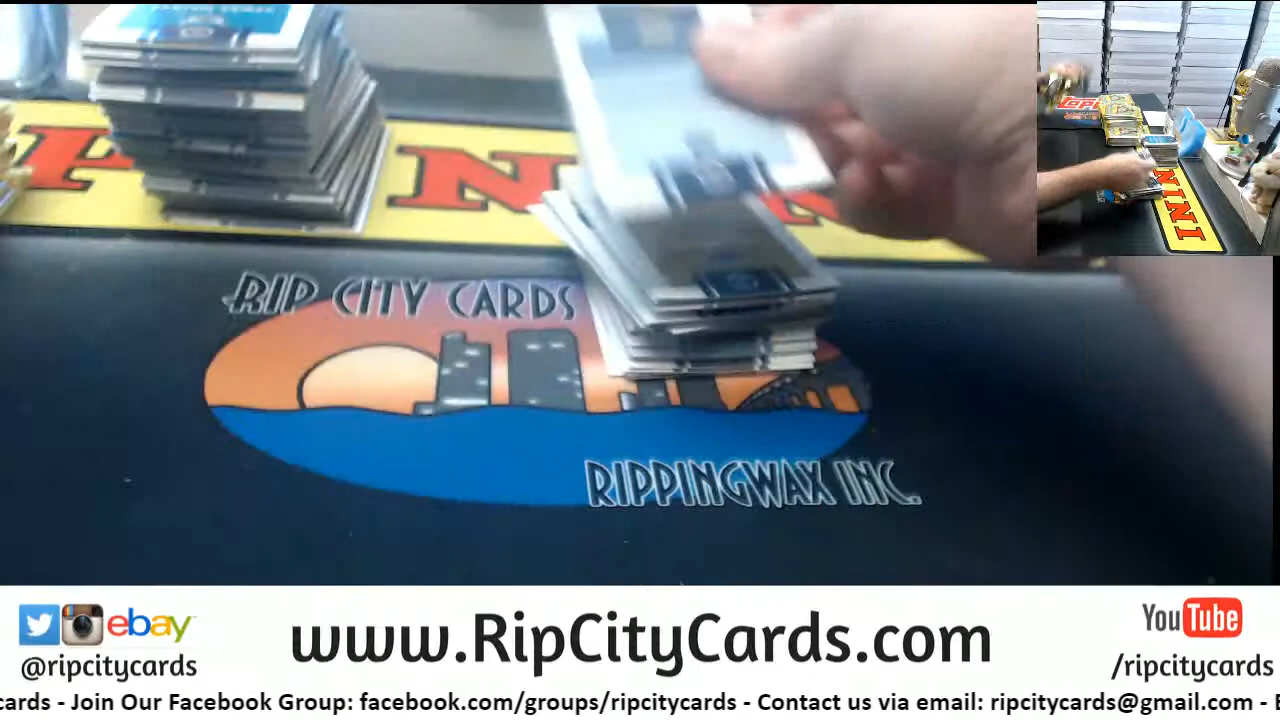 RIP CITY CARDS
RIPPINGWAX INC.
ebay
@ripcitycards
www.RipCityCards.com
YouTube
/ripcitycards
cards - Join Our Facebook Group: facebook.com/groups/ripcitycards - Contact us via email: ripcitycards@gmail.com -